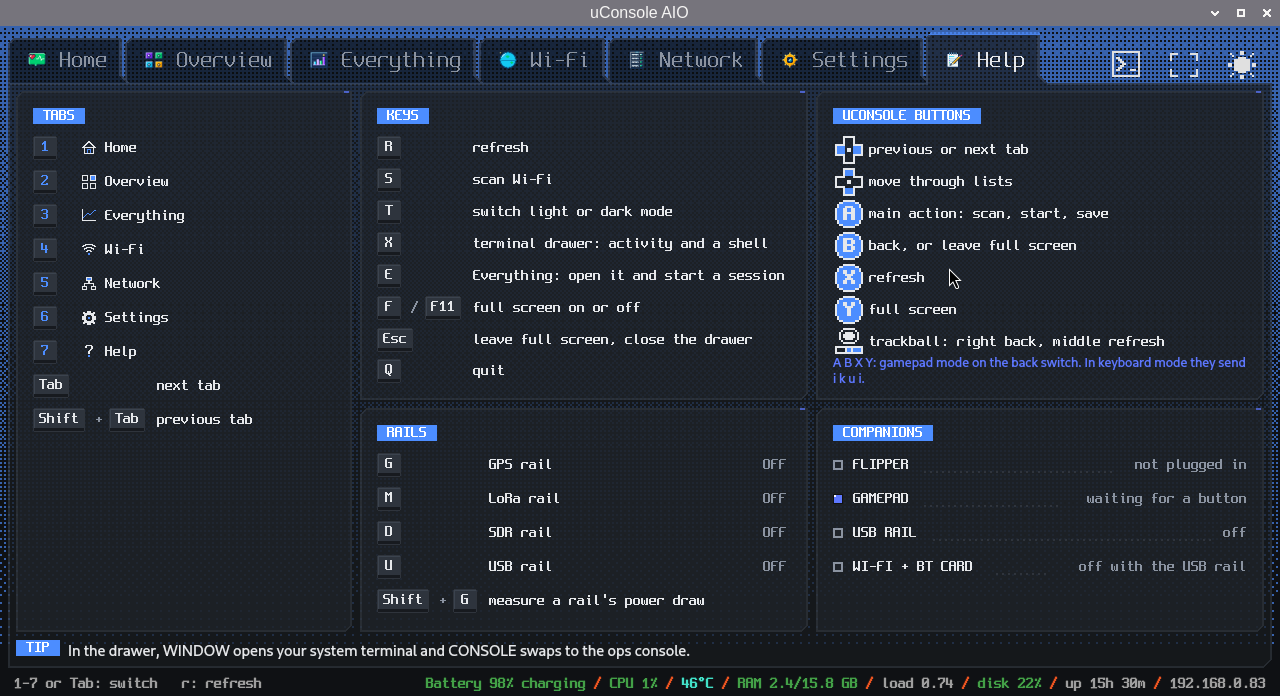 uConsole AIO
Home Overview Everything Wi-Fi Network Settings Help
TABS
1 Home
2 Overview
3 Everything
4 Wi-Fi
5 Network
6 Settings
7 ? Help
Tab next tab
Shift + Tab previous tab
KEYS
R refresh
S scan Wi-Fi
T switch light or dark mode
X terminal drawer: activity and a shell
E Everything: open it and start a session
F / F11 full screen on or off
Esc leave full screen, close the drawer
Q quit
UCONSOLE BUTTONS
previous or next tab
move through lists
A main action: scan, start, save
B back, or leave full screen
X refresh
Y full screen
trackball: right back, middle refresh
A B X Y: gamepad mode on the back switch. In keyboard mode they send
i k u i.
RAILS
G GPS rail OFF
M LoRa rail OFF
D SDR rail OFF
U USB rail OFF
Shift + G measure a rail's power draw
COMPANIONS
FLIPPER not plugged in
GAMEPAD waiting for a button
USB RAIL off
WI-FI + BT CARD off with the USB rail
TIP In the drawer, WINDOW opens your system terminal and CONSOLE swaps to the ops console.
1-7 or Tab: switch r: refresh Battery 98% charging / CPU 1% / 46°C / RAM 2.4/15.8 GB / load 0.74 / disk 22% / up 15h 30m / 192.168.0.83